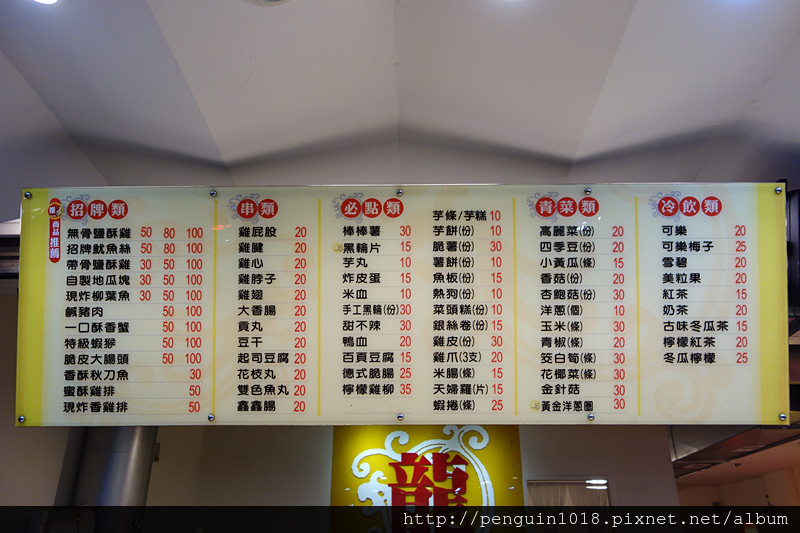 推 商品推薦
招牌類
無骨鹽酥雞 50 80 100
招牌魷魚絲 50 80 100
帶骨鹽酥雞 30 50 100
自製地瓜塊 30 50 100
現炸柳葉魚 30 50 100
鹹豬肉 50 100
一口酥香蟹 50 100
特級蝦猴 50 100
脆皮大腸頭 50 100
香酥秋刀魚 30
蜜酥雞排 50
現炸香雞排 50
串類
雞屁股 20
雞腱 20
雞心 20
雞脖子 20
雞翅 20
大香腸 20
貢丸 20
豆干 20
起司豆腐 20
花枝丸 20
雙色魚丸 20
鑫鑫腸 20
必點類
棒棒薯 30
黑輪片 15
芋丸 10
炸皮蛋 15
米血 10
手工黑輪(份) 30
甜不辣 30
鴨血 20
百頁豆腐 15
德式脆腸 25
檸檬雞柳 35
芋條/芋糕 10
芋餅(份) 10
脆薯(份) 30
薯餅(份) 10
魚板(份) 15
熱狗(份) 10
菜頭糕(份) 10
銀絲卷(份) 15
雞皮(份) 30
雞爪(3支) 20
米腸(條) 15
天婦羅(片) 15
蝦捲(條) 25
青菜類
高麗菜(份) 20
四季豆(份) 20
小黃瓜(條) 15
香菇(份) 20
杏鮑菇(份) 30
洋蔥(個) 10
玉米(條) 30
青椒(條) 20
筊白筍(條) 30
花椰菜(條) 30
金針菇 30
黃金洋蔥圈 30
冷飲類
可樂 20
可樂梅子 25
雪碧 20
美粒果 20
紅茶 15
奶茶 20
古味冬瓜茶 15
檸檬紅茶 20
冬瓜檸檬 25
龍
http://penguin1018.pixnet.net/album